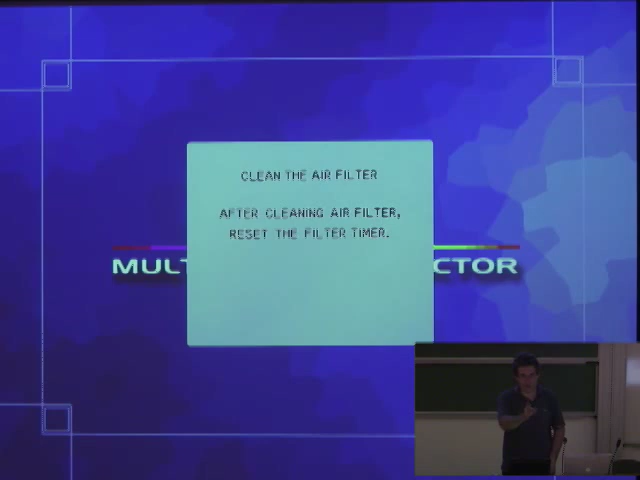 CLEAN THE AIR FILTER
AFTER CLEANING AIR FILTER,
RESET THE FILTER TIMER.
MULT CTOR